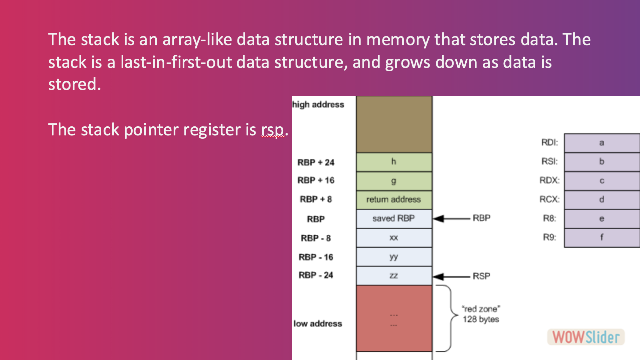 The stack is an array-like data structure in memory that stores data. The
stack is a last-in-first-out data structure, and grows down as data is
stored.
The stack pointer register is rsp.
high address
RBP + 24 h
RBP + 16 g
RBP + 8 return address
RBP saved RBP RBP
RBP - 8 xx
RBP - 16 yy
RBP - 24 zz RSP
...
...
"red zone"
128 bytes
low address
RDI: a
RSI: b
RDX: c
RCX: d
R8: e
R9: f
WOWSlider